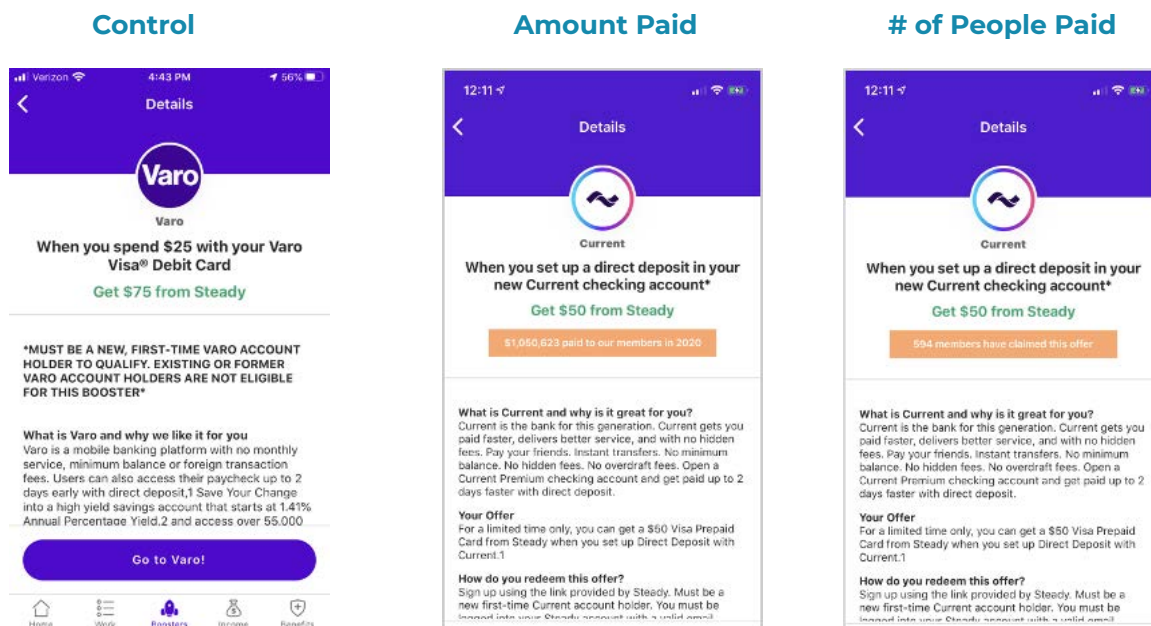 Control
Amount Paid
# of People Paid
Verizon
4:43 PM
56%
Details
Varo
Varo
When you spend $25 with your Varo
Visa® Debit Card
Get $75 from Steady
*MUST BE A NEW, FIRST-TIME VARO ACCOUNT
HOLDER TO QUALIFY. EXISTING OR FORMER
VARO ACCOUNT HOLDERS ARE NOT ELIGIBLE
FOR THIS BOOSTER*
What is Varo and why we like it for you
Varo is a mobile banking platform with no monthly
service, minimum balance or foreign transaction
fees. Users can also access their paycheck up to 2
days early with direct deposit,1 Save Your Change
into a high yield savings account that starts at 1.41%
Annual Percentage Yield.2 and access over 55,000
Go to Varo!
Home
Work
Boosters
Income
Benefits
12:11
Details
Current
When you set up a direct deposit in your
new Current checking account*
Get $50 from Steady
$1,050,623 paid to our members in 2020
What is Current and why is it great for you?
Current is the bank for this generation. Current gets you
paid faster, delivers better service, and with no hidden
fees. Pay your friends. Instant transfers. No minimum
balance. No hidden fees. No overdraft fees. Open a
Current Premium checking account and get paid up to 2
days faster with direct deposit.
Your Offer
For a limited time only, you can get a $50 Visa Prepaid
Card from Steady when you set up Direct Deposit with
Current.1
How do you redeem this offer?
Sign up using the link provided by Steady. Must be a
new first-time Current account holder. You must be
logged into your Steady account with a valid email
12:11
Details
Current
When you set up a direct deposit in your
new Current checking account*
Get $50 from Steady
594 members have claimed this offer
What is Current and why is it great for you?
Current is the bank for this generation. Current gets you
paid faster, delivers better service, and with no hidden
fees. Pay your friends. Instant transfers. No minimum
balance. No hidden fees. No overdraft fees. Open a
Current Premium checking account and get paid up to 2
days faster with direct deposit.
Your Offer
For a limited time only, you can get a $50 Visa Prepaid
Card from Steady when you set up Direct Deposit with
Current.1
How do you redeem this offer?
Sign up using the link provided by Steady. Must be a
new first-time Current account holder. You must be
logged into your Steady account with a valid email